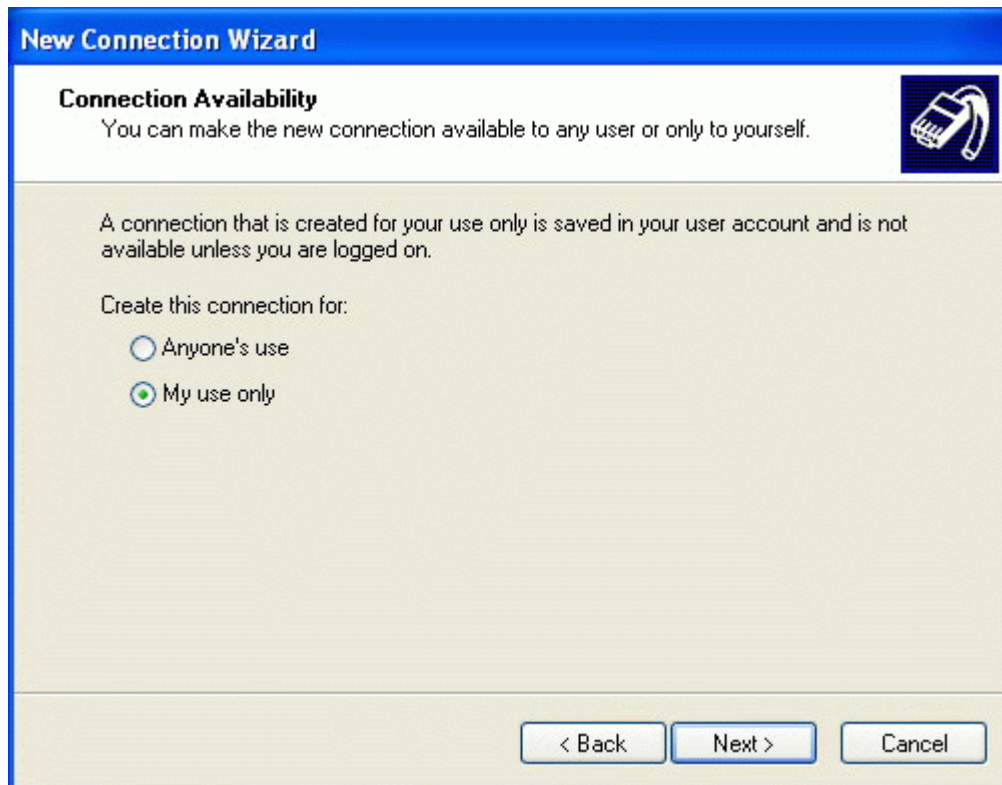 New Connection Wizard
Connection Availability
You can make the new connection available to any user or only to yourself.
A connection that is created for your use only is saved in your user account and is not
available unless you are logged on.
Create this connection for:
Anyone's use
My use only
< Back
Next >
Cancel